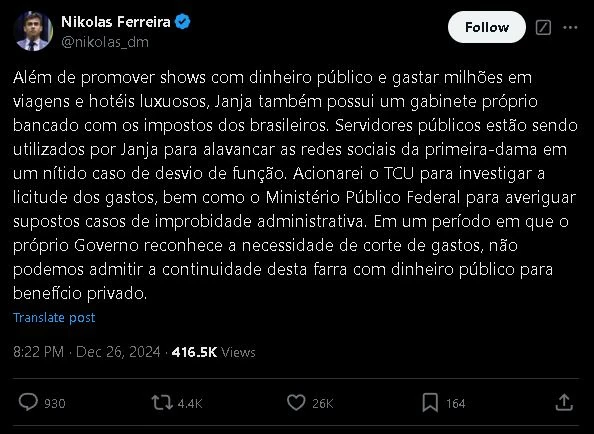 Nikolas Ferreira
Follow
@nikolas_dm
Além de promover shows com dinheiro público e gastar milhões em
viagens e hotéis luxuosos, Janja também possui um gabinete próprio
bancado com os impostos dos brasileiros. Servidores públicos estão sendo
utilizados por Janja para alavancar as redes sociais da primeira-dama em
um nítido caso de desvio de função. Acionarei o TCU para investigar a
licitude dos gastos, bem como o Ministério Público Federal para averiguar
supostos casos de improbidade administrativa. Em um período em que o
próprio Governo reconhece a necessidade de corte de gastos, não
podemos admitir a continuidade desta farra com dinheiro público para
benefício privado.
Translate post
8:22 PM · Dec 26, 2024 · 416.5K Views
930 4.4K 26K 164